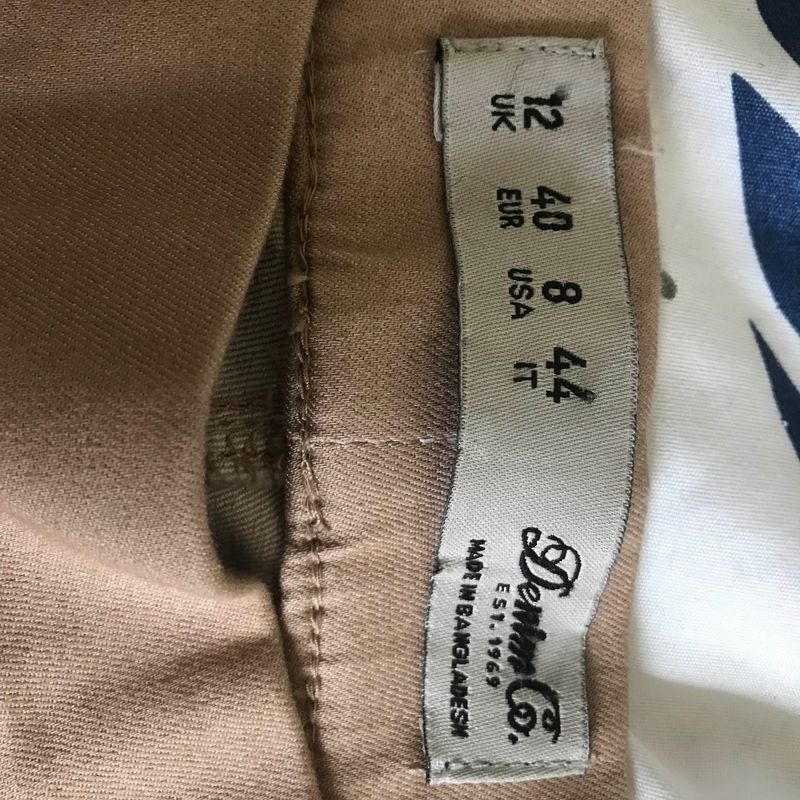 12 40 8 44
UK EUR USA IT
Denim Co.
EST. 1969
MADE IN BANGLADESH